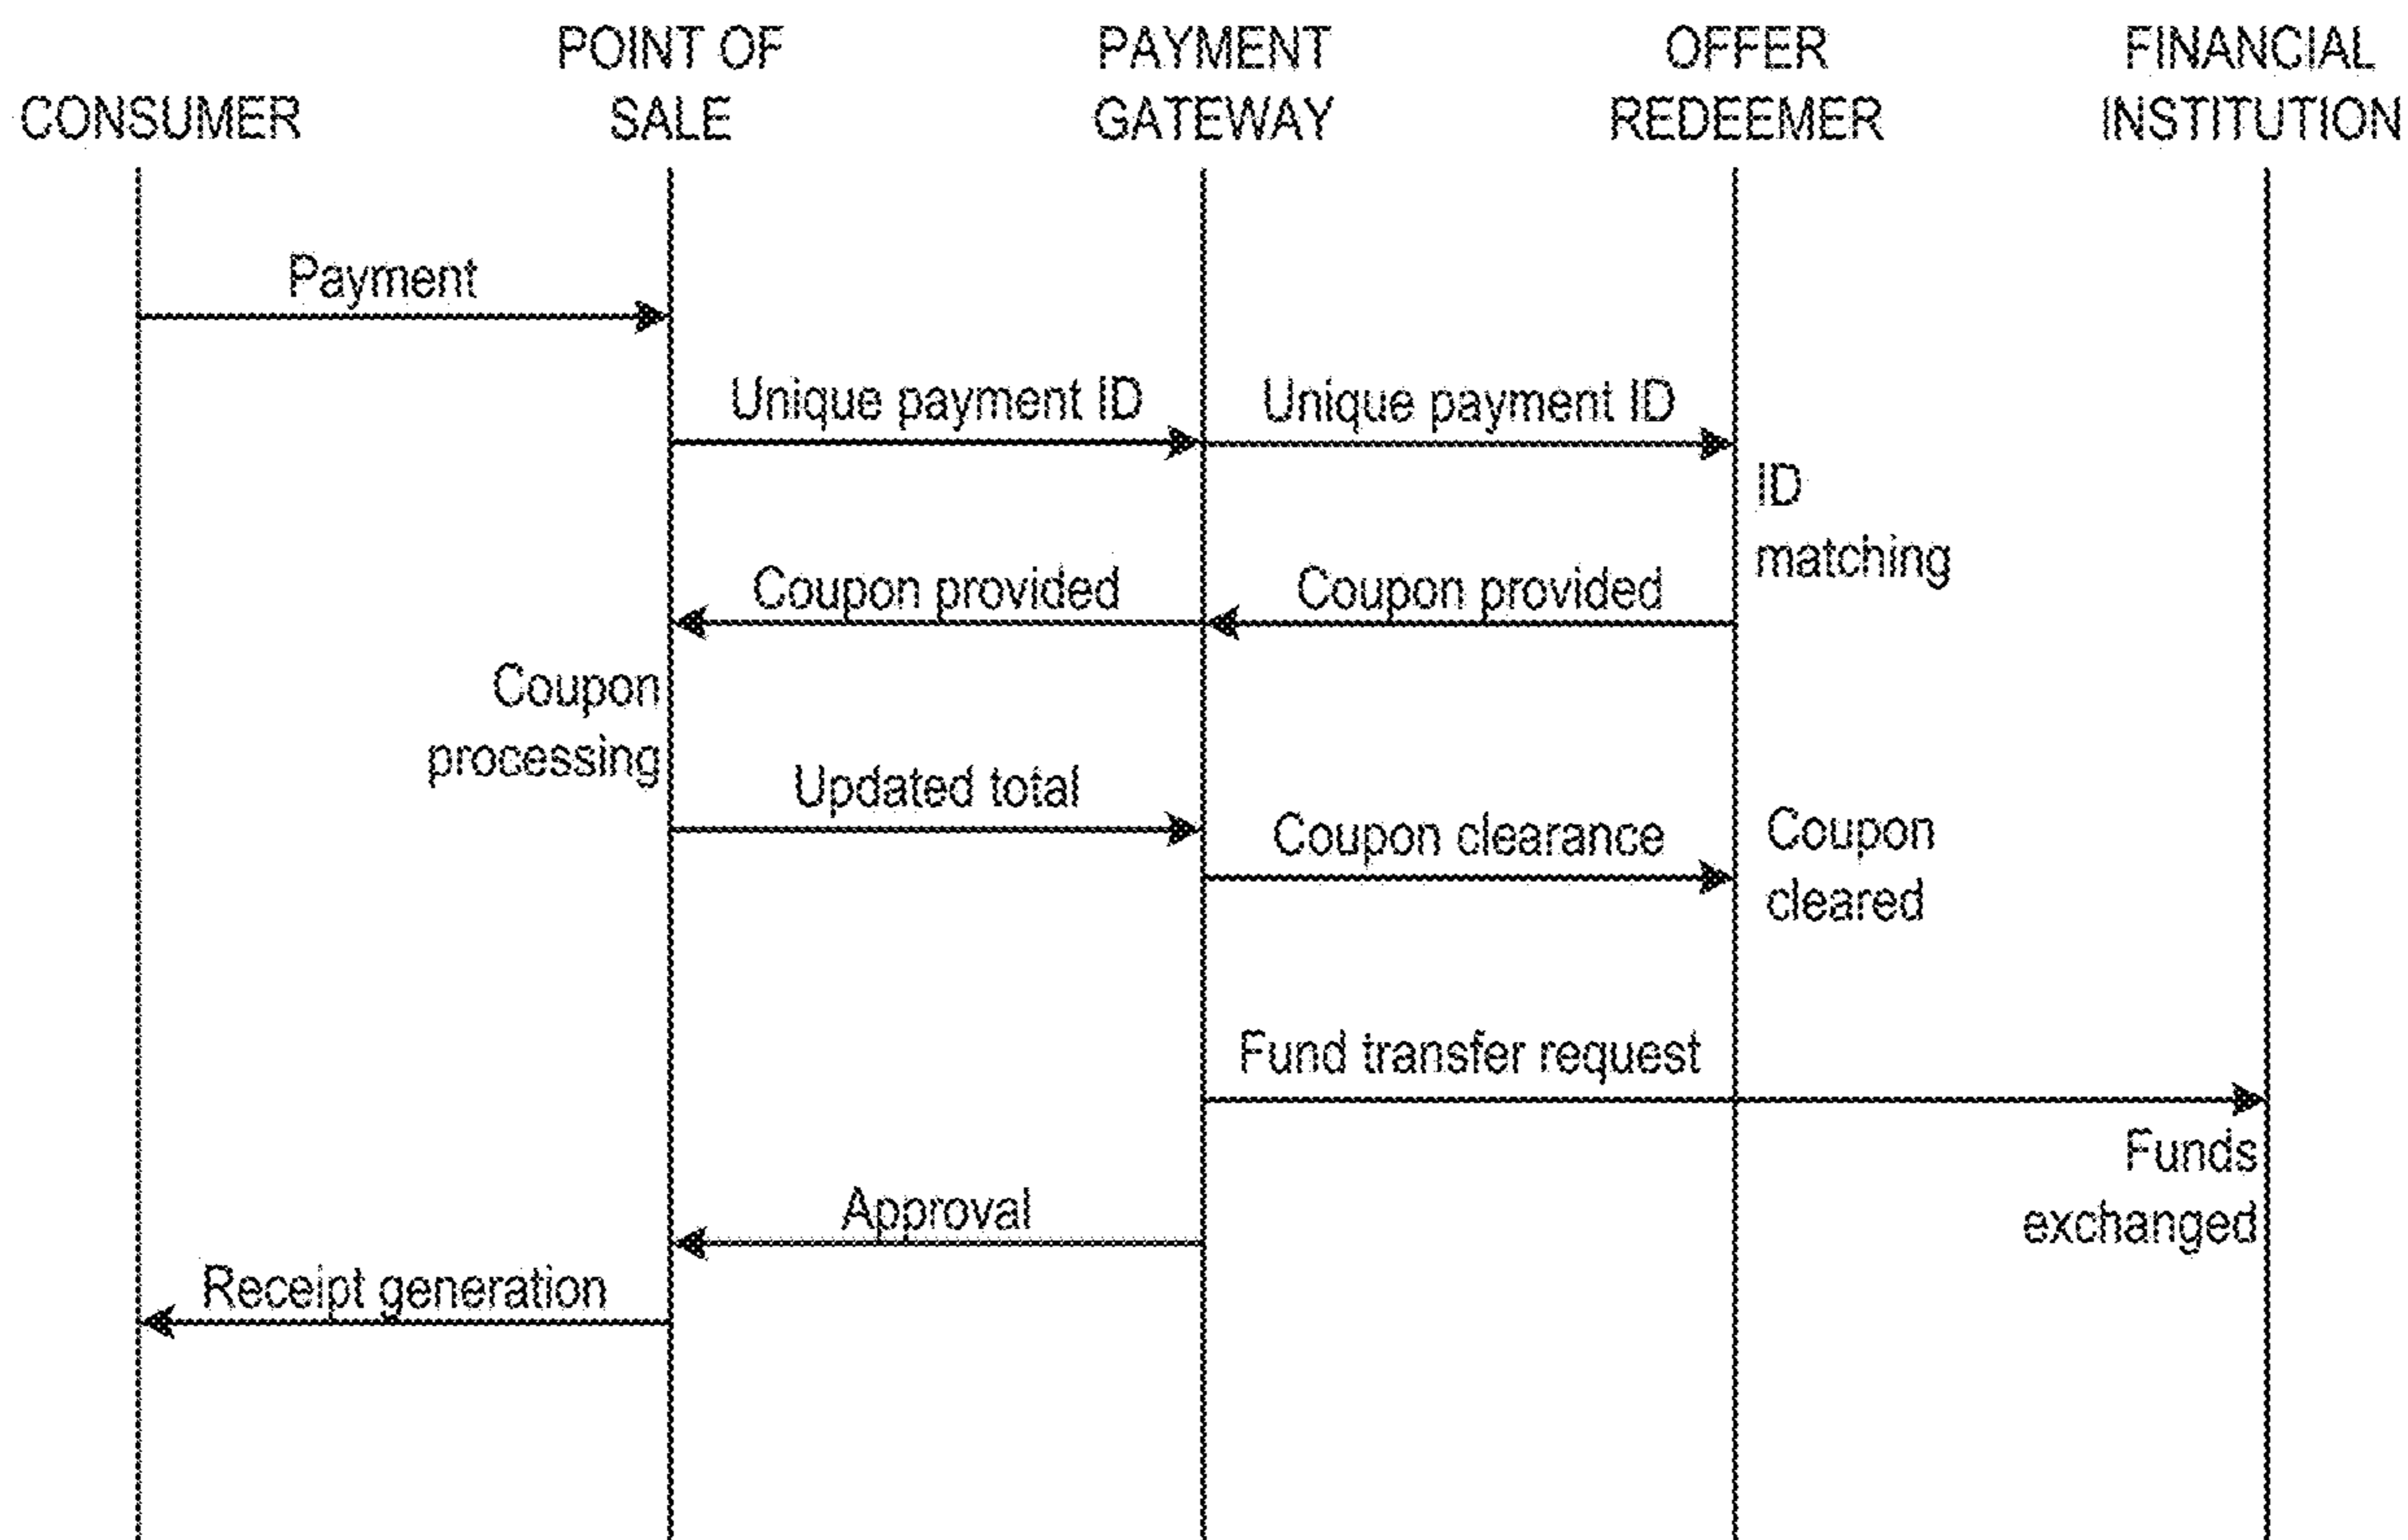 CONSUMER
POINT OF
SALE
PAYMENT
GATEWAY
OFFER
REDEEMER
FINANCIAL
INSTITUTION
Payment
Unique payment ID
Unique payment ID
ID
matching
Coupon provided
Coupon provided
Coupon
processing
Updated total
Coupon clearance
Coupon
cleared
Fund transfer request
Funds
exchanged
Approval
Receipt generation